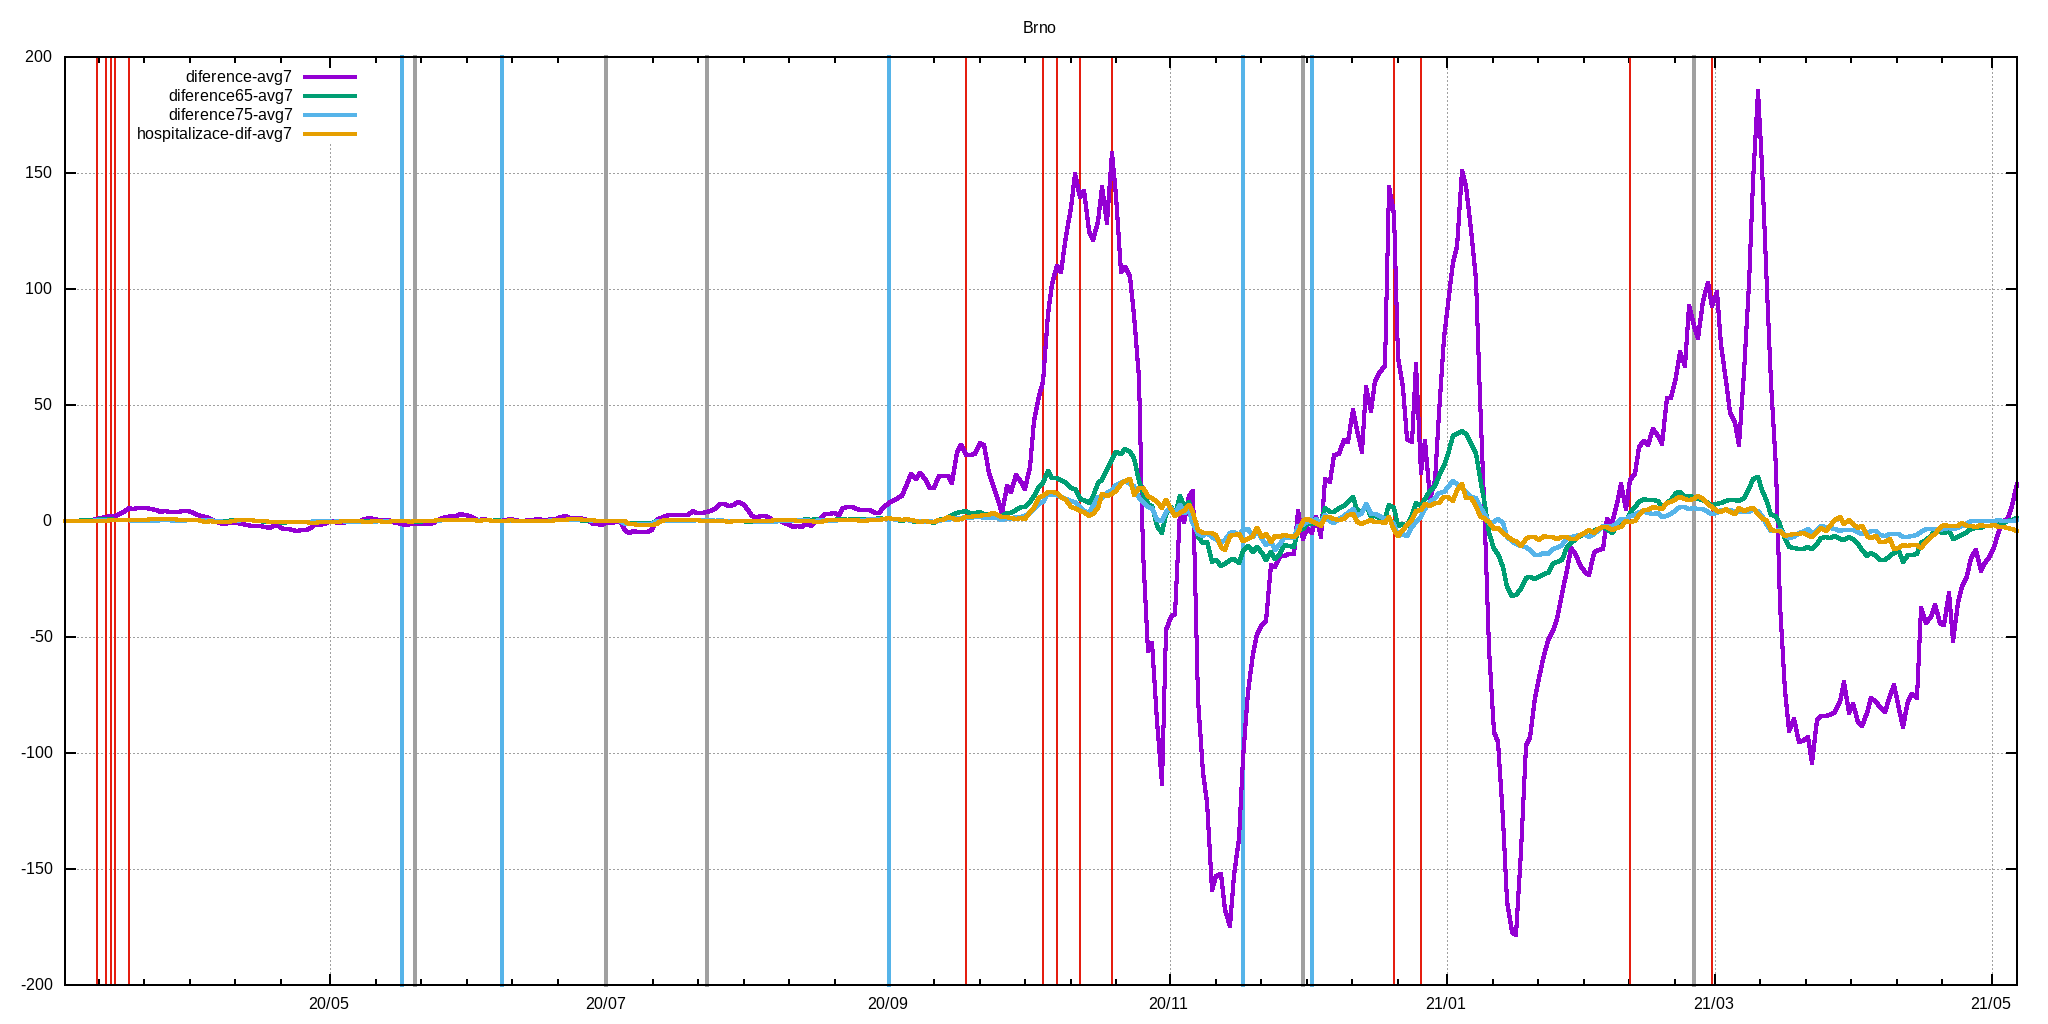 Brno
200
150
100
50
0
-50
-100
-150
-200
diference-avg7
diference65-avg7
diference75-avg7
hospitalizace-dif-avg7
20/05 20/07 20/09 20/11 21/01 21/03 21/05